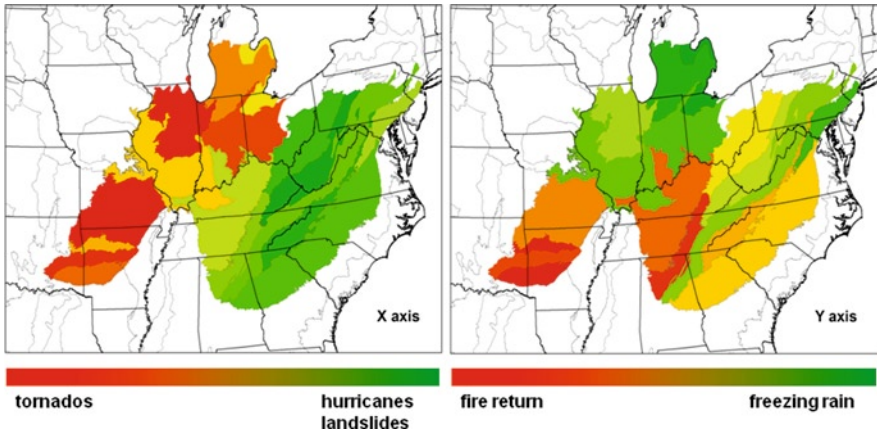 X axis
Y axis
tornados
hurricanes
landslides
fire return
freezing rain